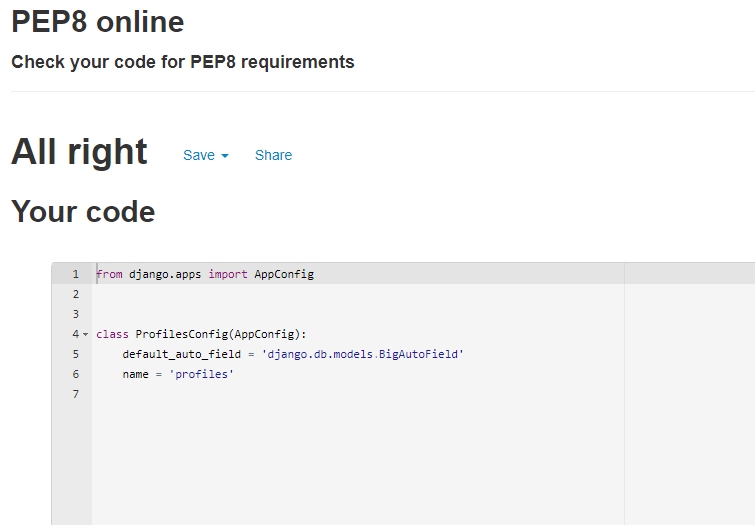 PEP8 online
Check your code for PEP8 requirements
All right Save Share
Your code
1 from django.apps import AppConfig
2
3
4 class ProfilesConfig(AppConfig):
5     default_auto_field = 'django.db.models.BigAutoField'
6     name = 'profiles'
7